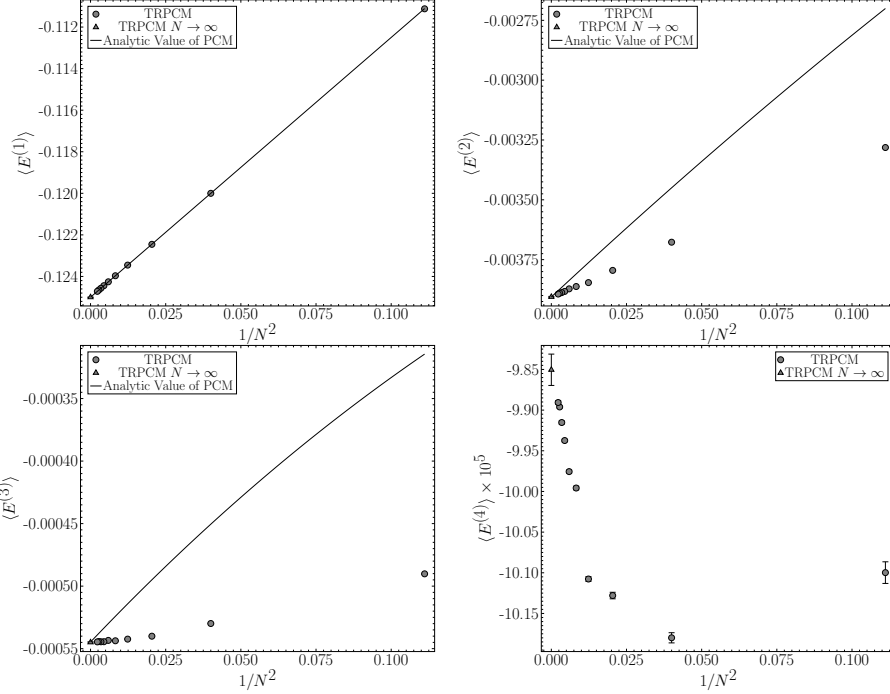 TRPCM
TRPCM N → ∞
Analytic Value of PCM
-0.112
-0.114
-0.116
-0.118
-0.120
-0.122
-0.124
⟨E^(1)⟩
0.000 0.025 0.050 0.075 0.100
1/N^2
TRPCM
TRPCM N → ∞
Analytic Value of PCM
-0.00275
-0.00300
-0.00325
-0.00350
-0.00375
⟨E^(2)⟩
0.000 0.025 0.050 0.075 0.100
1/N^2
TRPCM
TRPCM N → ∞
Analytic Value of PCM
-0.00035
-0.00040
-0.00045
-0.00050
-0.00055
⟨E^(3)⟩
0.000 0.025 0.050 0.075 0.100
1/N^2
TRPCM
TRPCM N → ∞
-9.85
-9.90
-9.95
-10.00
-10.05
-10.10
-10.15
⟨E^(4)⟩ × 10^5
0.000 0.025 0.050 0.075 0.100
1/N^2